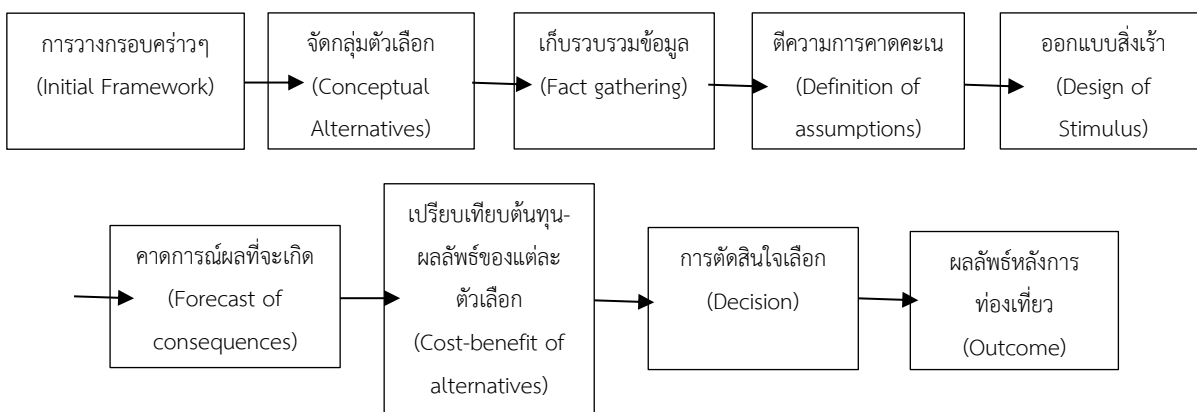 การวางกรอบคร่าวๆ
(Initial Framework)
จัดกลุ่มตัวเลือก
(Conceptual
Alternatives)
เก็บรวบรวมข้อมูล
(Fact gathering)
ตีความการคาดคะเน
(Definition of
assumptions)
ออกแบบสิ่งเร้า
(Design of
Stimulus)
คาดการณ์ผลที่จะเกิด
(Forecast of
consequences)
เปรียบเทียบต้นทุน-
ผลลัพธ์ของแต่ละ
ตัวเลือก
(Cost-benefit of
alternatives)
การตัดสินใจเลือก
(Decision)
ผลลัพธ์หลังการ
ท่องเที่ยว
(Outcome)